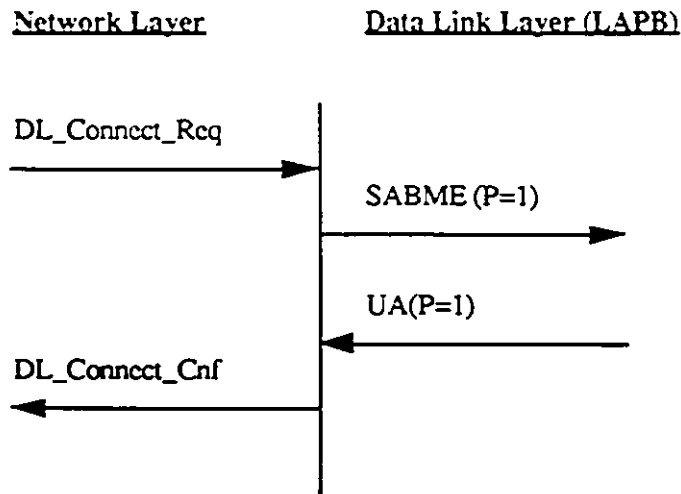 Network Layer
Data Link Layer (LAPB)
DL_Connect_Req
SABME (P=1)
UA(P=1)
DL_Connect_Cnf